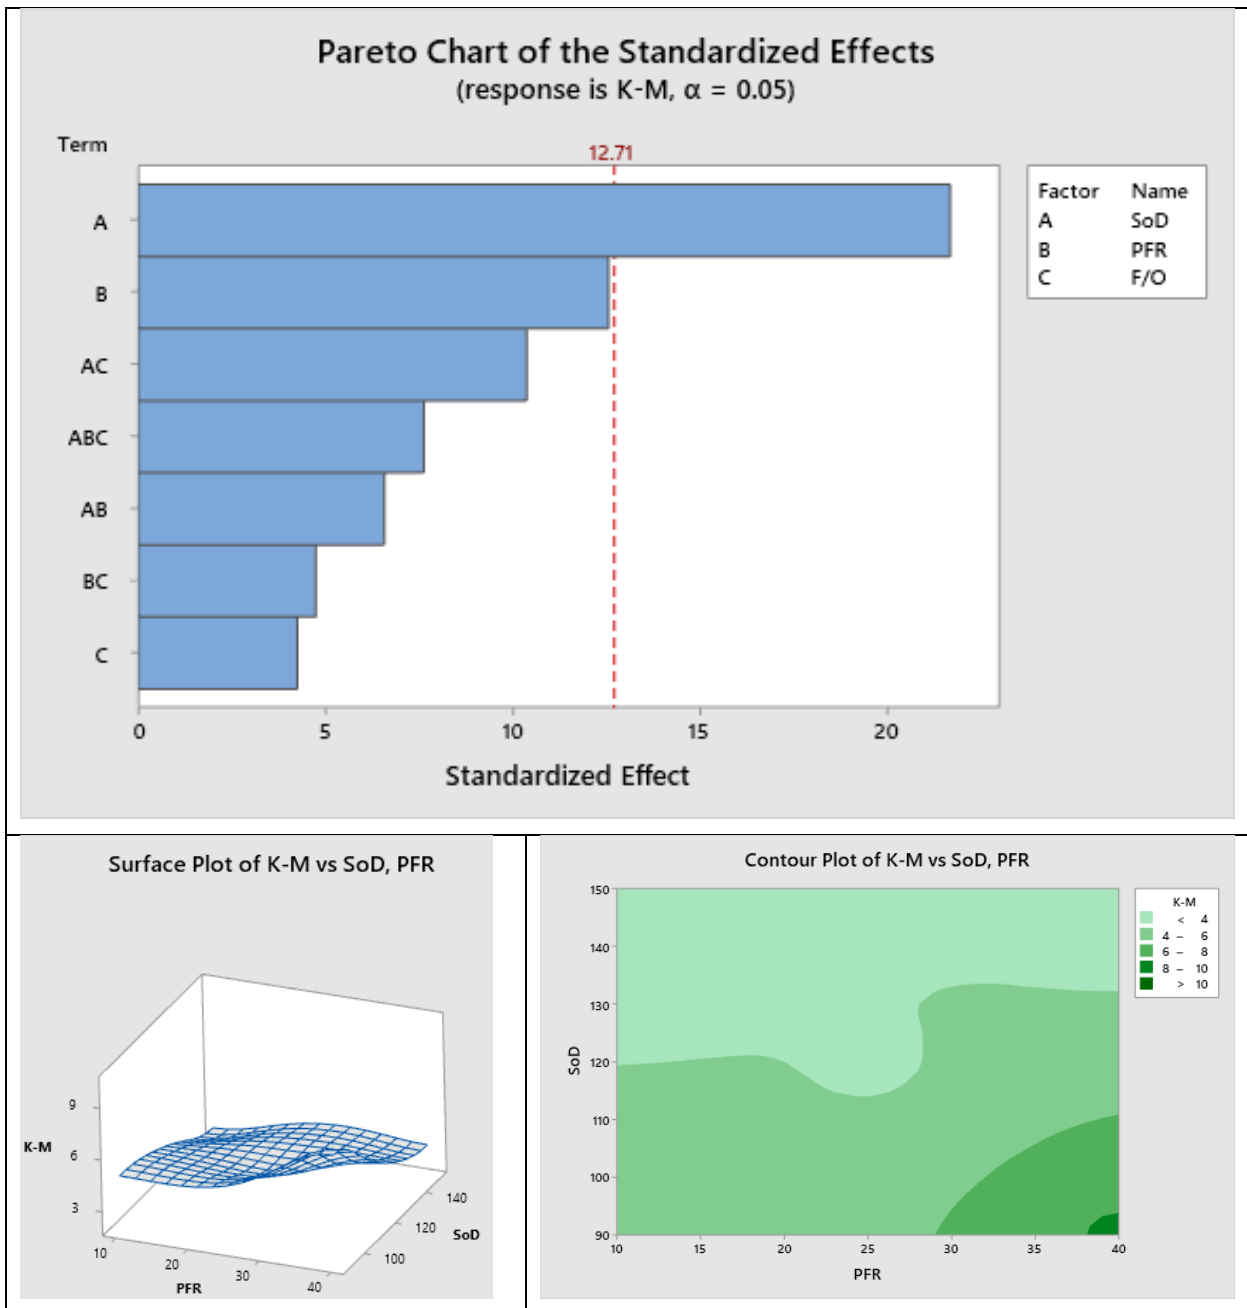 Pareto Chart of the Standardized Effects
(response is K-M, α = 0.05)
Term
12.71
A
B
AC
ABC
AB
BC
C
0 5 10 15 20
Standardized Effect
Factor Name
A SoD
B PFR
C F/O
Surface Plot of K-M vs SoD, PFR
9
6
3
K-M
10
20
30
40
PFR
100
120
140
SoD
Contour Plot of K-M vs SoD, PFR
150
140
130
120
110
100
90
SoD
10 15 20 25 30 35 40
PFR
K-M
< 4
4 – 6
6 – 8
8 – 10
> 10